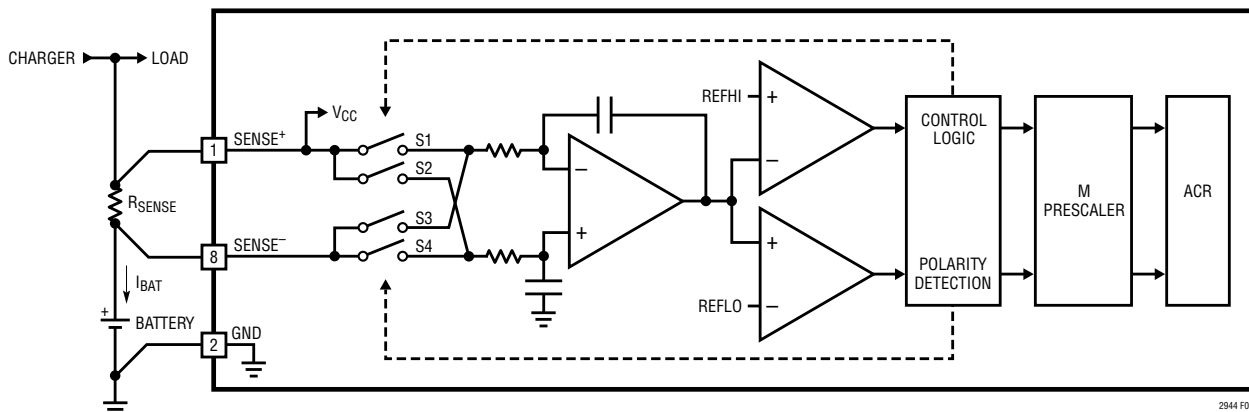 CHARGER
LOAD
VCC
1
SENSE+
S1
S2
RSENSE
S3
8
SENSE–
S4
IBAT
+
BATTERY
2
GND
–
+
REFHI
+
–
+
REFLO
–
CONTROL
LOGIC
POLARITY
DETECTION
M
PRESCALER
ACR
2944 F0